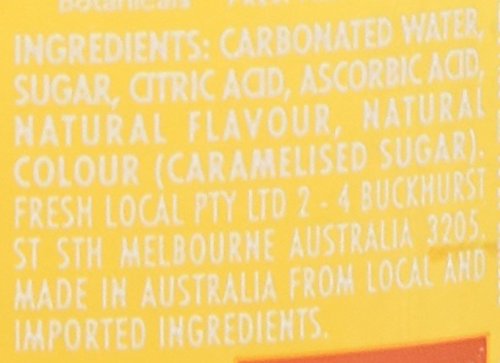 Botanicals
INGREDIENTS: CARBONATED WATER,
SUGAR, CITRIC ACID, ASCORBIC ACID,
NATURAL FLAVOUR, NATURAL
COLOUR (CARAMELISED SUGAR).
FRESH LOCAL PTY LTD 2 - 4 BUCKHURST
ST STH MELBOURNE AUSTRALIA 3205.
MADE IN AUSTRALIA FROM LOCAL AND
IMPORTED INGREDIENTS.